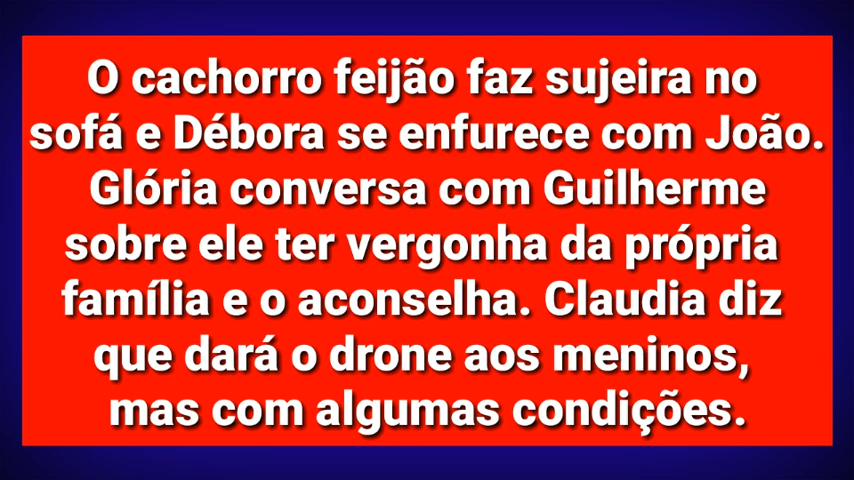 O cachorro feijão faz sujeira no
sofá e Débora se enfurece com João.
Glória conversa com Guilherme
sobre ele ter vergonha da própria
família e o aconselha. Claudia diz
que dará o drone aos meninos,
mas com algumas condições.